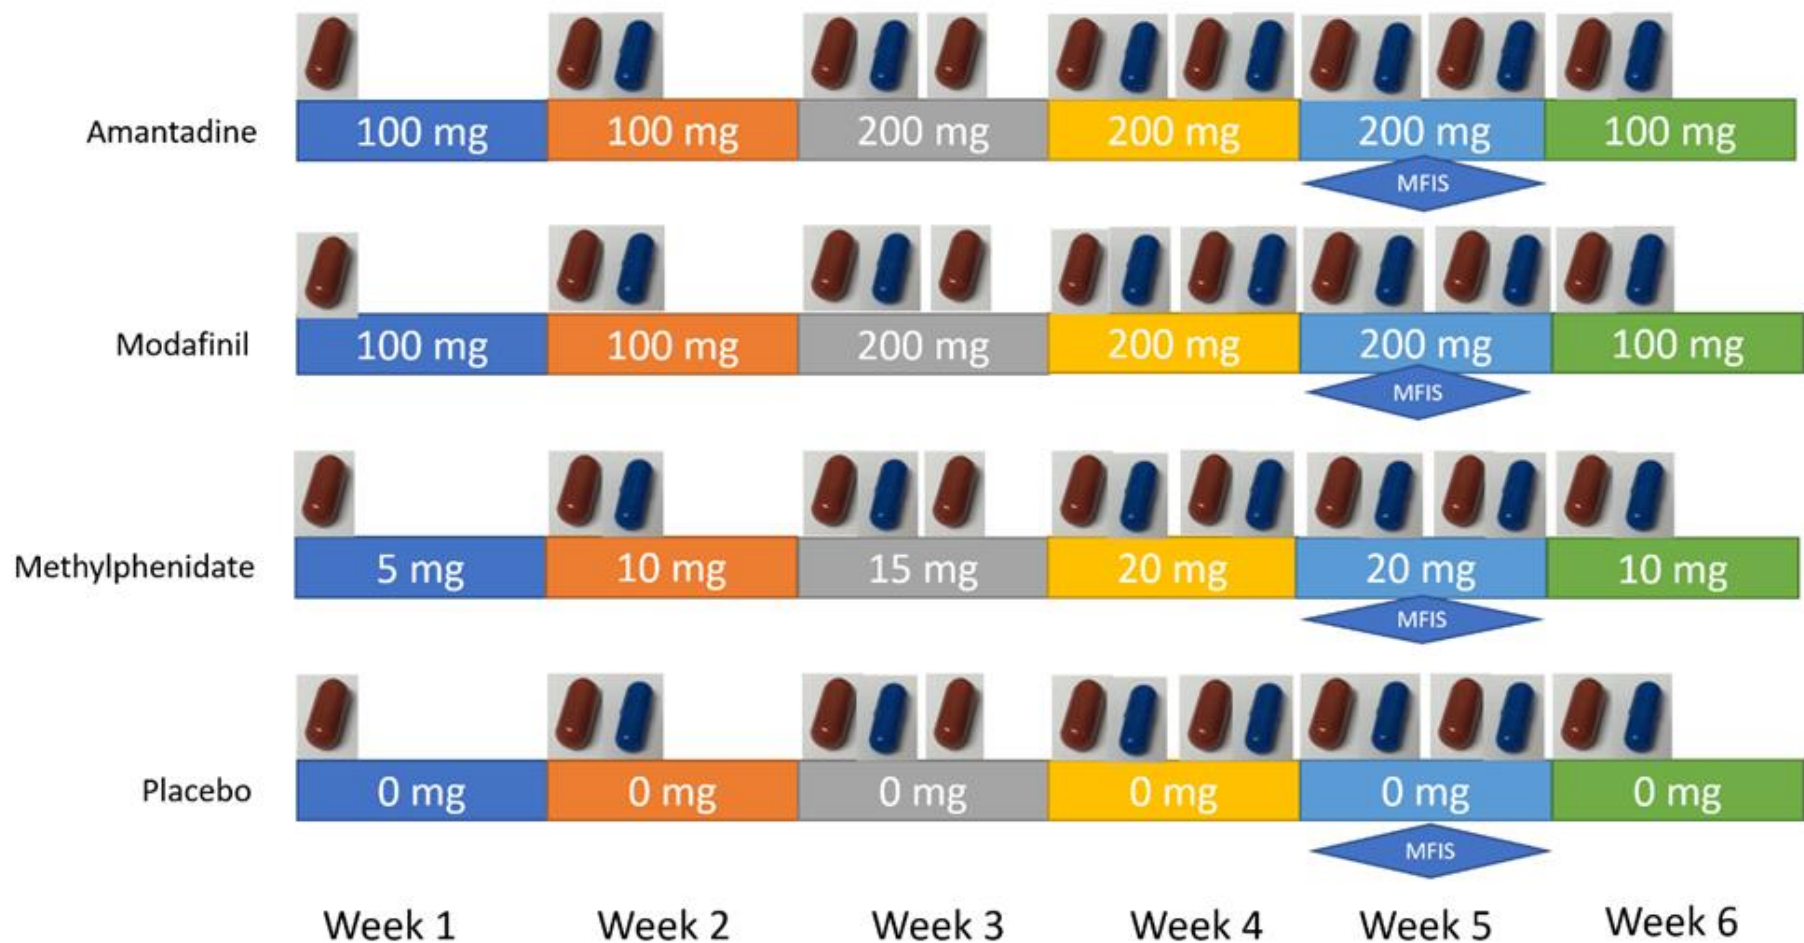 Amantadine 100 mg 100 mg 200 mg 200 mg 200 mg 100 mg
MFIS
Modafinil 100 mg 100 mg 200 mg 200 mg 200 mg 100 mg
MFIS
Methylphenidate 5 mg 10 mg 15 mg 20 mg 20 mg 10 mg
MFIS
Placebo 0 mg 0 mg 0 mg 0 mg 0 mg 0 mg
MFIS
Week 1 Week 2 Week 3 Week 4 Week 5 Week 6